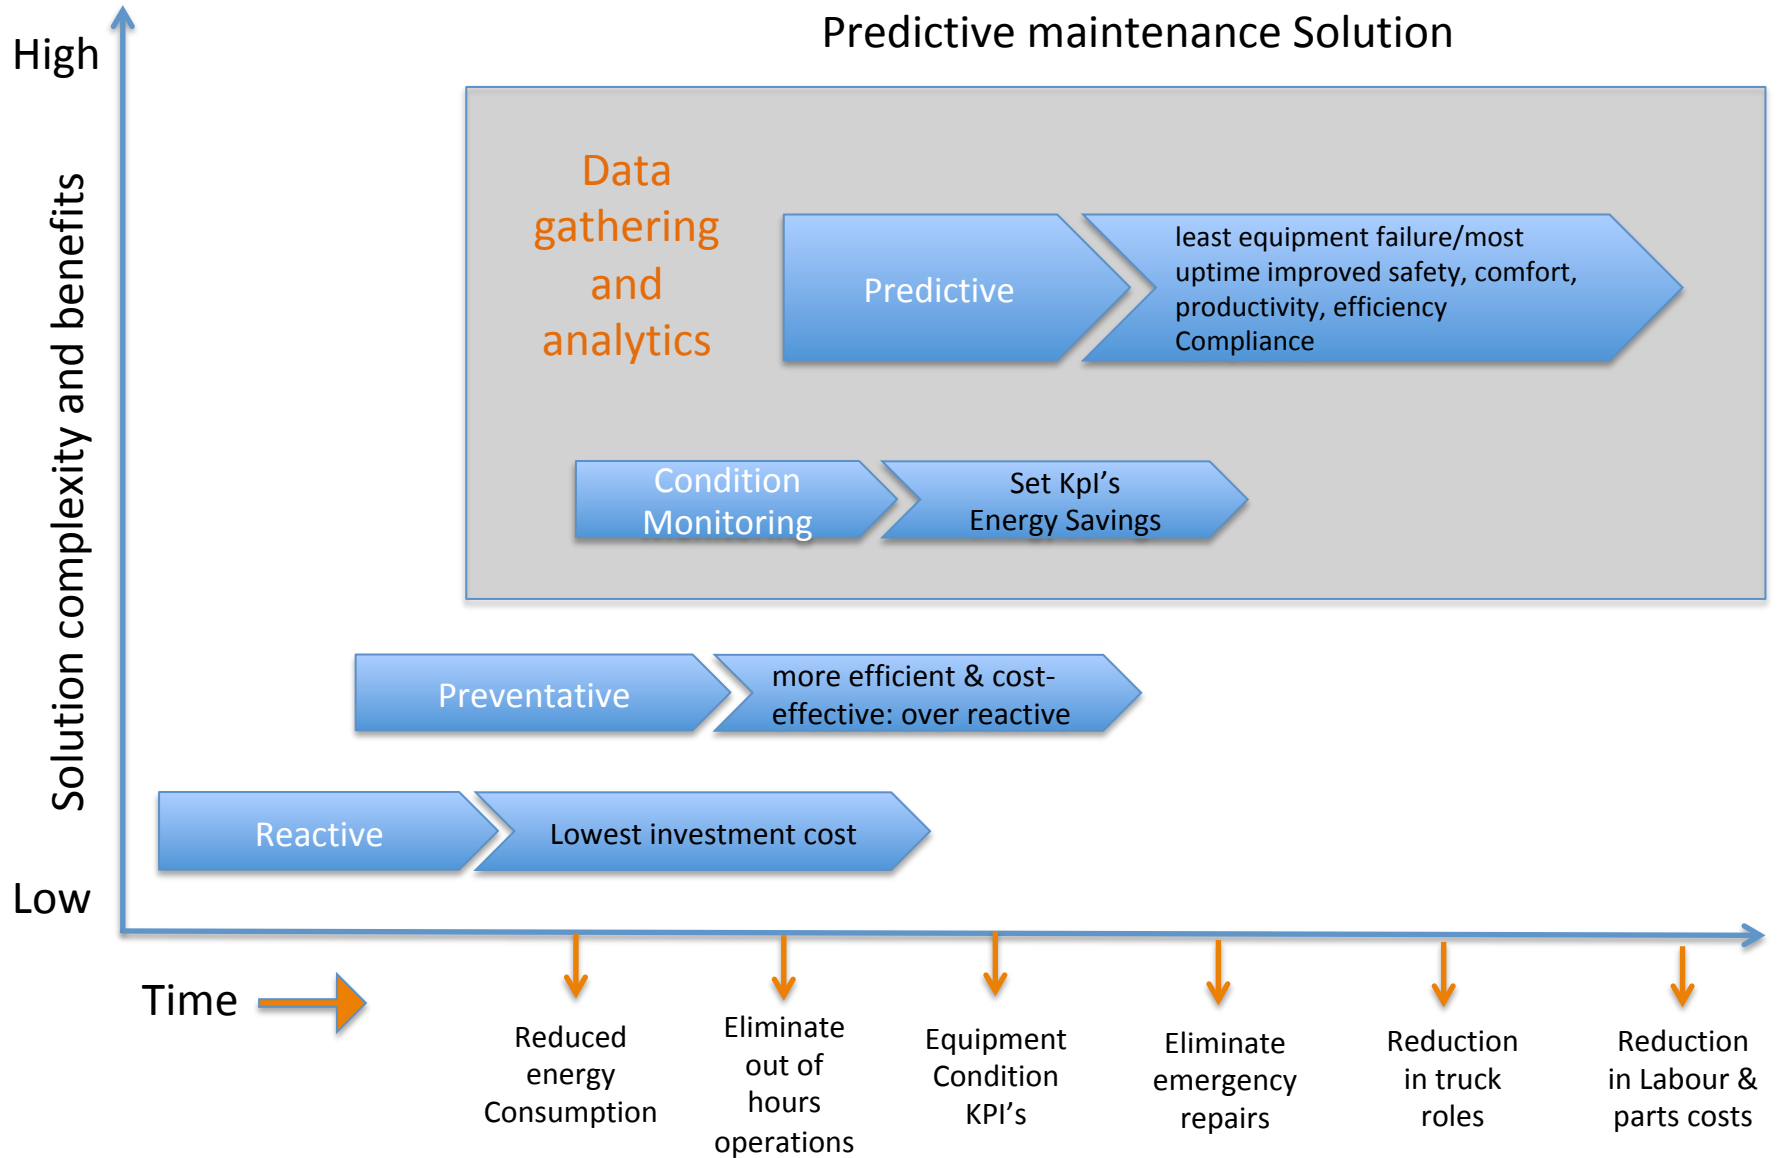 Predictive maintenance Solution
High
Solution complexity and benefits
Low
Data
gathering
and
analytics
Predictive
least equipment failure/most
uptime improved safety, comfort,
productivity, efficiency
Compliance
Condition
Monitoring
Set KpI’s
Energy Savings
Preventative
more efficient & cost-
effective: over reactive
Reactive
Lowest investment cost
Time
Reduced
energy
Consumption
Eliminate
out of
hours
operations
Equipment
Condition
KPI’s
Eliminate
emergency
repairs
Reduction
in truck
roles
Reduction
in Labour &
parts costs